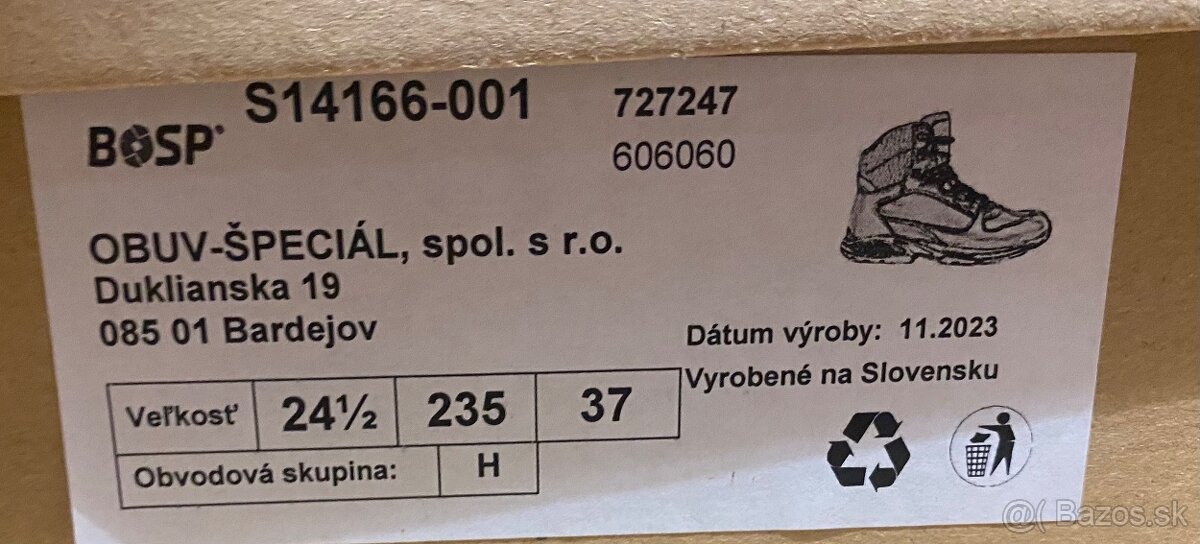 S14166-001
727247
BOSP
606060
OBUV-ŠPECIÁL, spol. s r.o.
Duklianska 19
085 01 Bardejov
Dátum výroby: 11.2023
Vyrobené na Slovensku
Veľkosť 24½ 235 37
Obvodová skupina: H
@( Bazos.sk